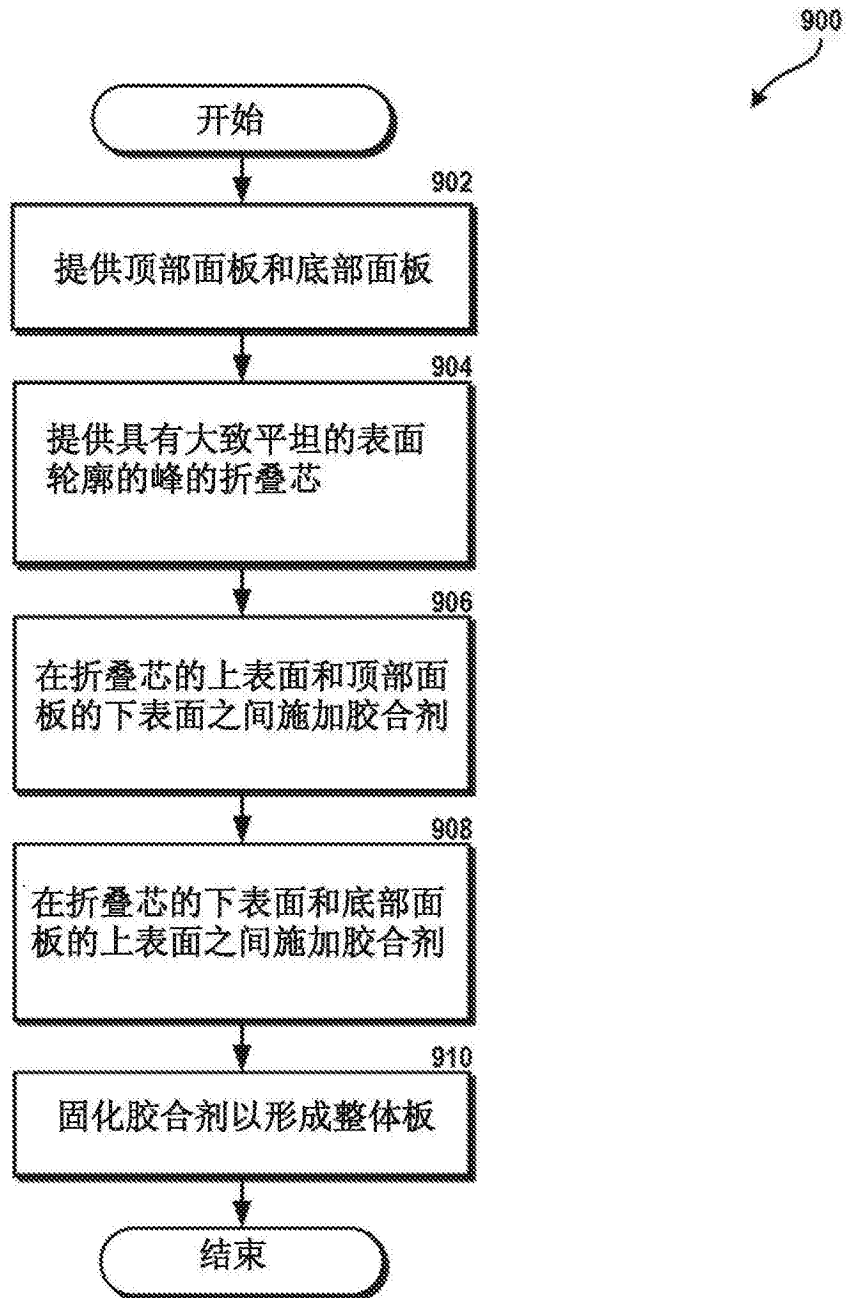 900
开始
902
提供顶部面板和底部面板
904
提供具有大致平坦的表面
轮廓的峰的折叠芯
906
在折叠芯的上表面和顶部面
板的下表面之间施加胶合剂
908
在折叠芯的下表面和底部面
板的上表面之间施加胶合剂
910
固化胶合剂以形成整体板
结束